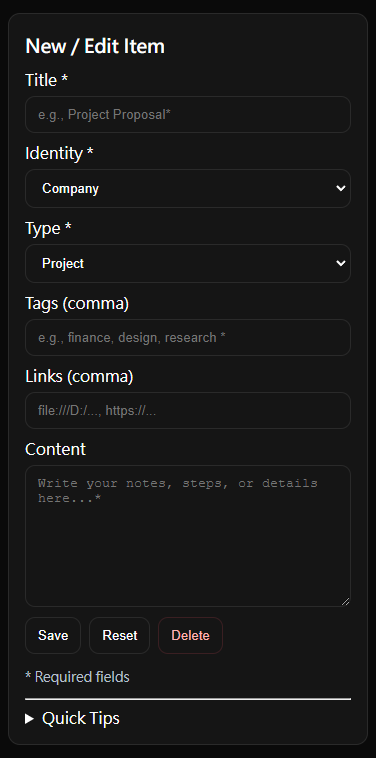 New / Edit Item
Title *
e.g., Project Proposal*
Identity *
Company
Type *
Project
Tags (comma)
e.g., finance, design, research *
Links (comma)
file:///D:/..., https://...
Content
Write your notes, steps, or details
here...*
Save Reset Delete
* Required fields
Quick Tips